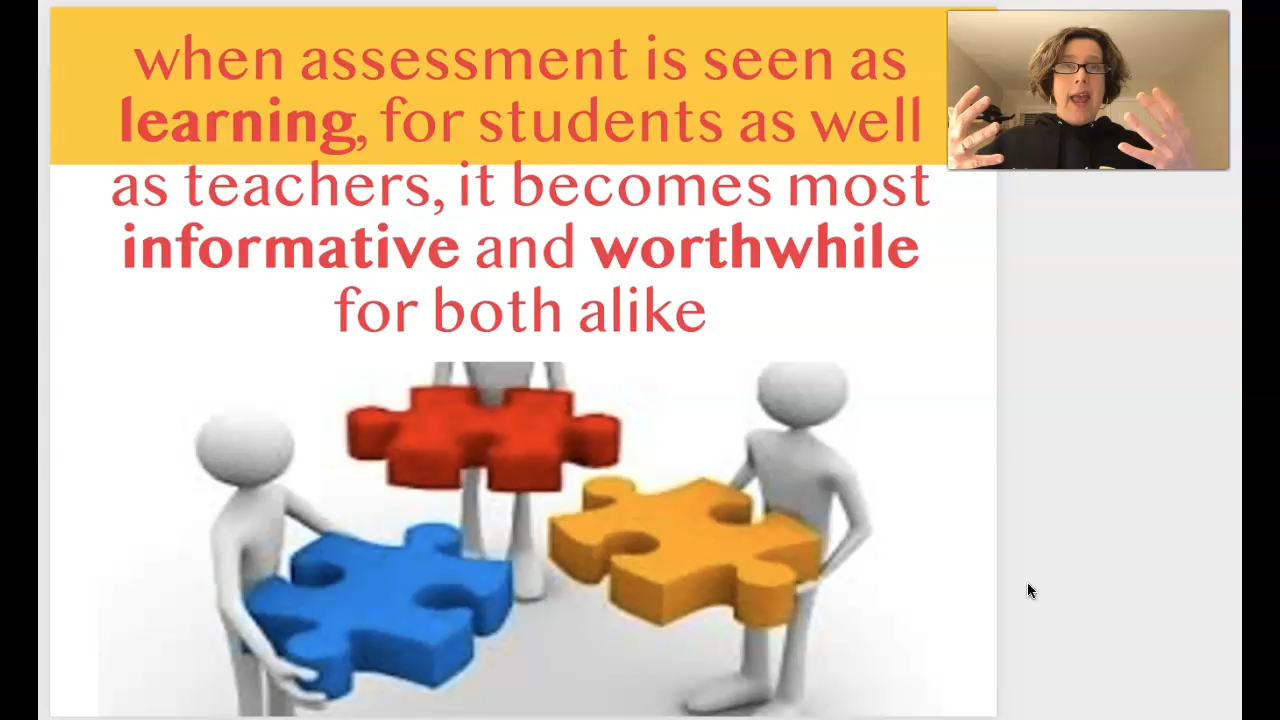 when assessment is seen as
learning, for students as well
as teachers, it becomes most
informative and worthwhile
for both alike